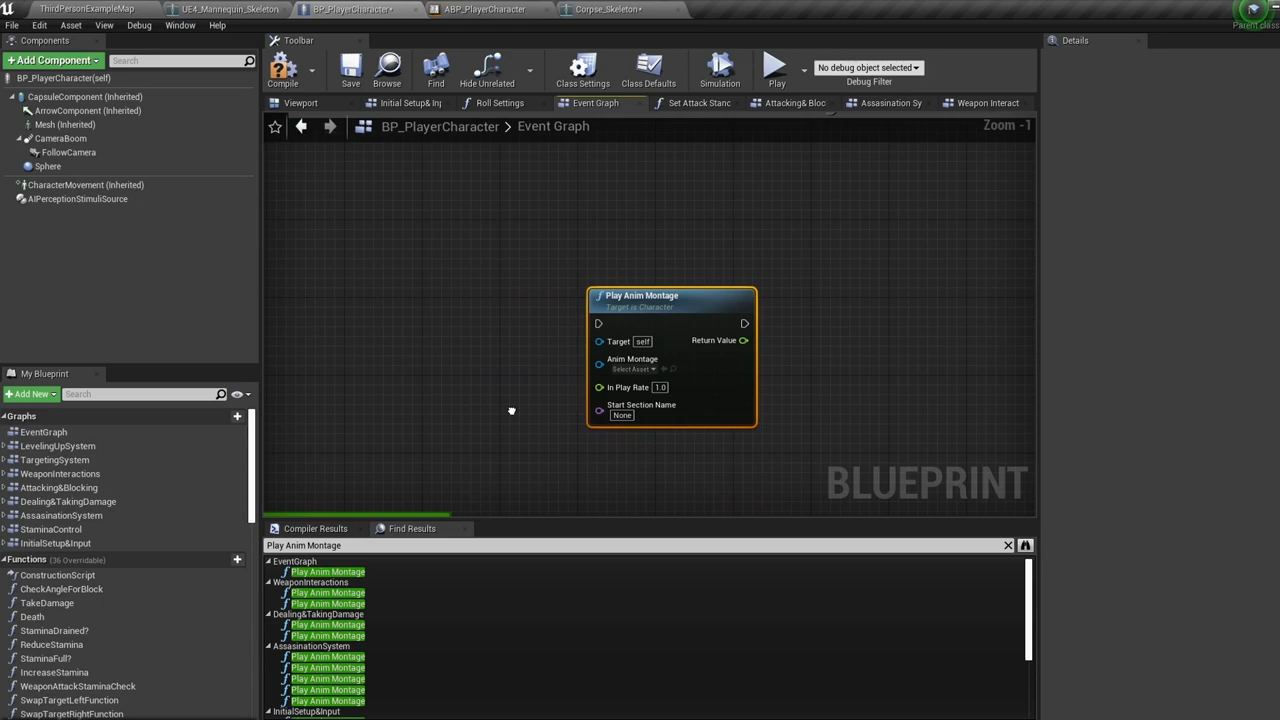 ThirdPersonExampleMap
UE4_Mannequin_Skeleton
BP_PlayerCharacter*
ABP_PlayerCharacter
Corpse_Skeleton*
File Edit Asset View Debug Window Help
Parent class
Components
Toolbar
Details
+ Add Component
Search
BP_PlayerCharacter(self)
CapsuleComponent (Inherited)
ArrowComponent (Inherited)
Mesh (Inherited)
CameraBoom
FollowCamera
Sphere
CharacterMovement (Inherited)
AIPerceptionStimuliSource
Compile
Save
Browse
Find
Hide Unrelated
Class Settings
Class Defaults
Simulation
Play
No debug object selected
Debug Filter
Viewport
Initial Setup& In
Roll Settings
Event Graph
Set Attack Stanc
Attacking& Bloc
Assasination Sy
Weapon Interact
BP_PlayerCharacter > Event Graph
Zoom -1
Play Anim Montage
Target is Character
Target self
Return Value
Anim Montage
Select Asset
In Play Rate 1.0
Start Section Name
None
BLUEPRINT
My Blueprint
+ Add New
Search
Graphs
EventGraph
LevelingUpSystem
TargetingSystem
WeaponInteractions
Attacking&Blocking
Dealing&TakingDamage
AssasinationSystem
StaminaControl
InitialSetup&Input
Functions (36 Overridable)
ConstructionScript
CheckAngleForBlock
TakeDamage
Death
StaminaDrained?
ReduceStamina
StaminaFull?
IncreaseStamina
WeaponAttackStaminaCheck
SwapTargetLeftFunction
SwapTargetRightFunction
Compiler Results
Find Results
Play Anim Montage
EventGraph
Play Anim Montage
WeaponInteractions
Play Anim Montage
Play Anim Montage
Dealing&TakingDamage
Play Anim Montage
Play Anim Montage
AssasinationSystem
Play Anim Montage
Play Anim Montage
Play Anim Montage
Play Anim Montage
Play Anim Montage
InitialSetup&Input